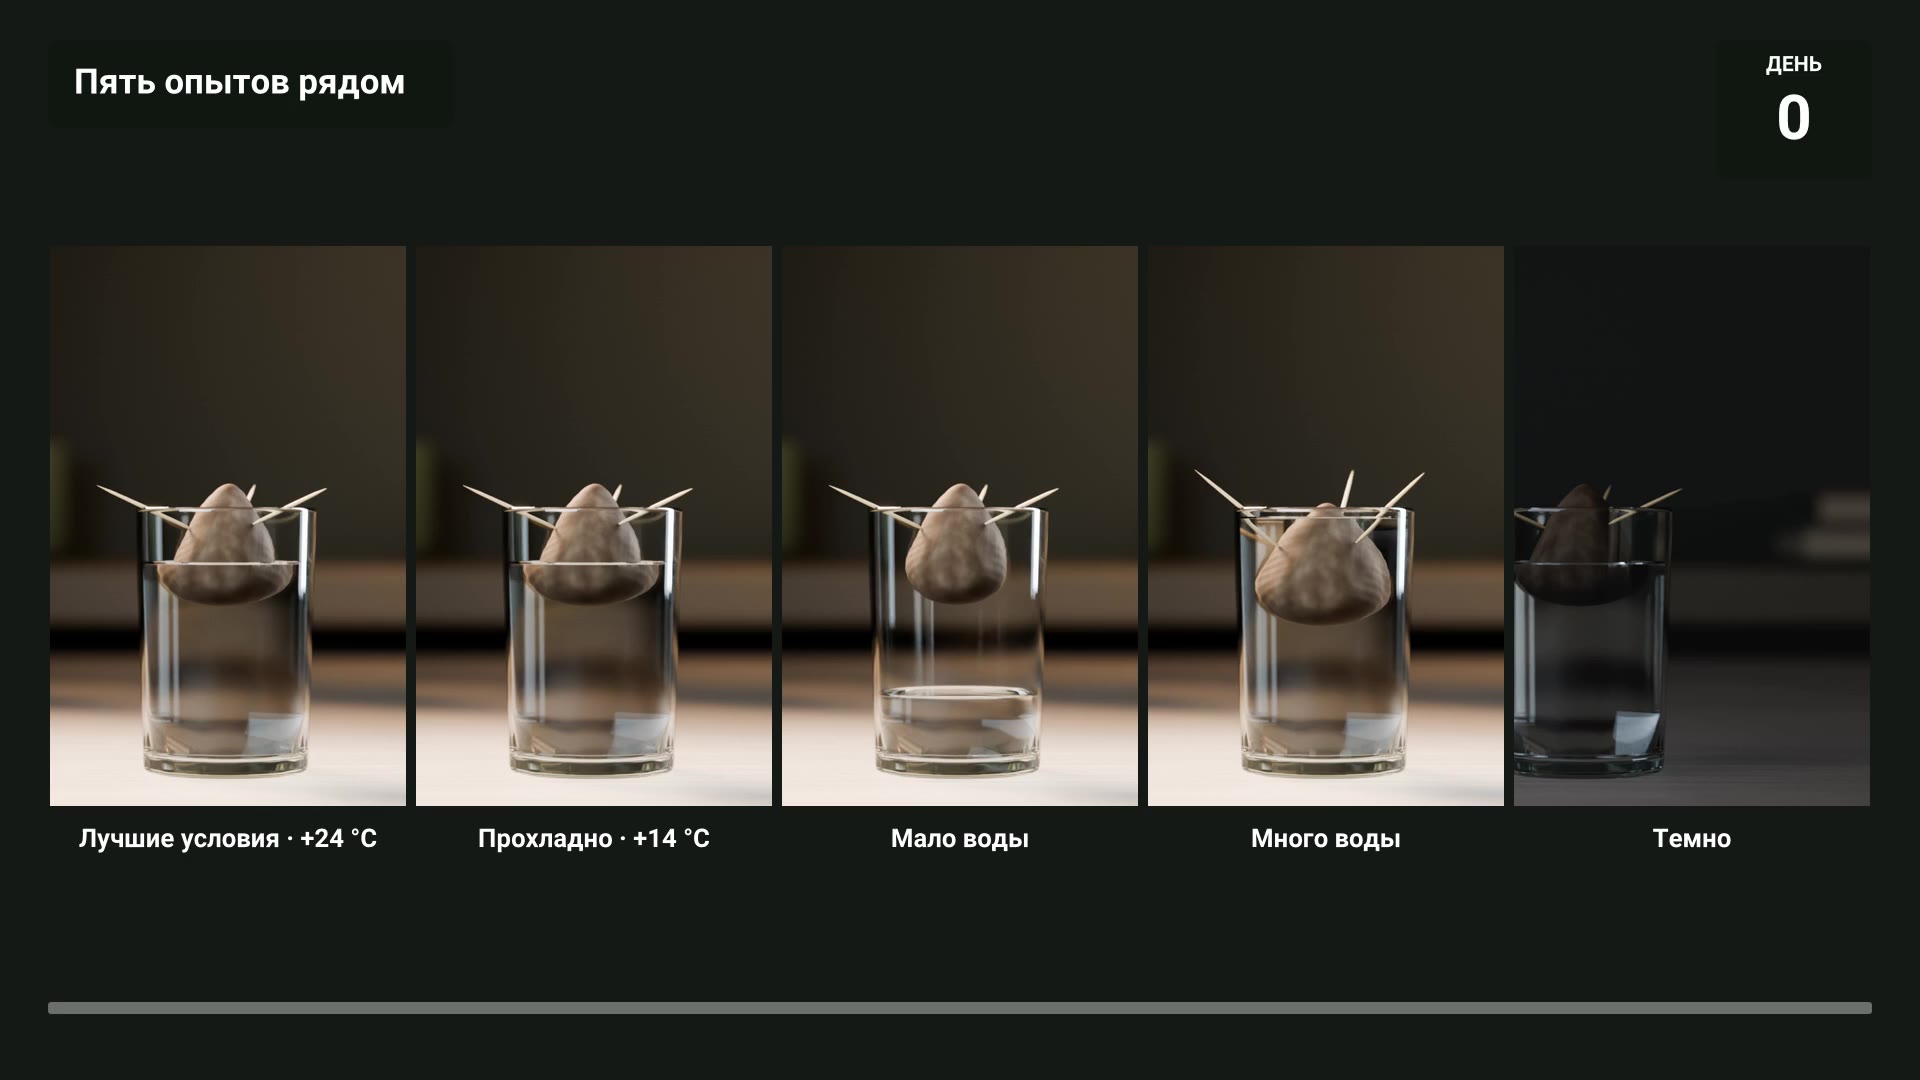 Пять опытов рядом
ДЕНЬ
0
Лучшие условия · +24 °C
Прохладно · +14 °C
Мало воды
Много воды
Темно